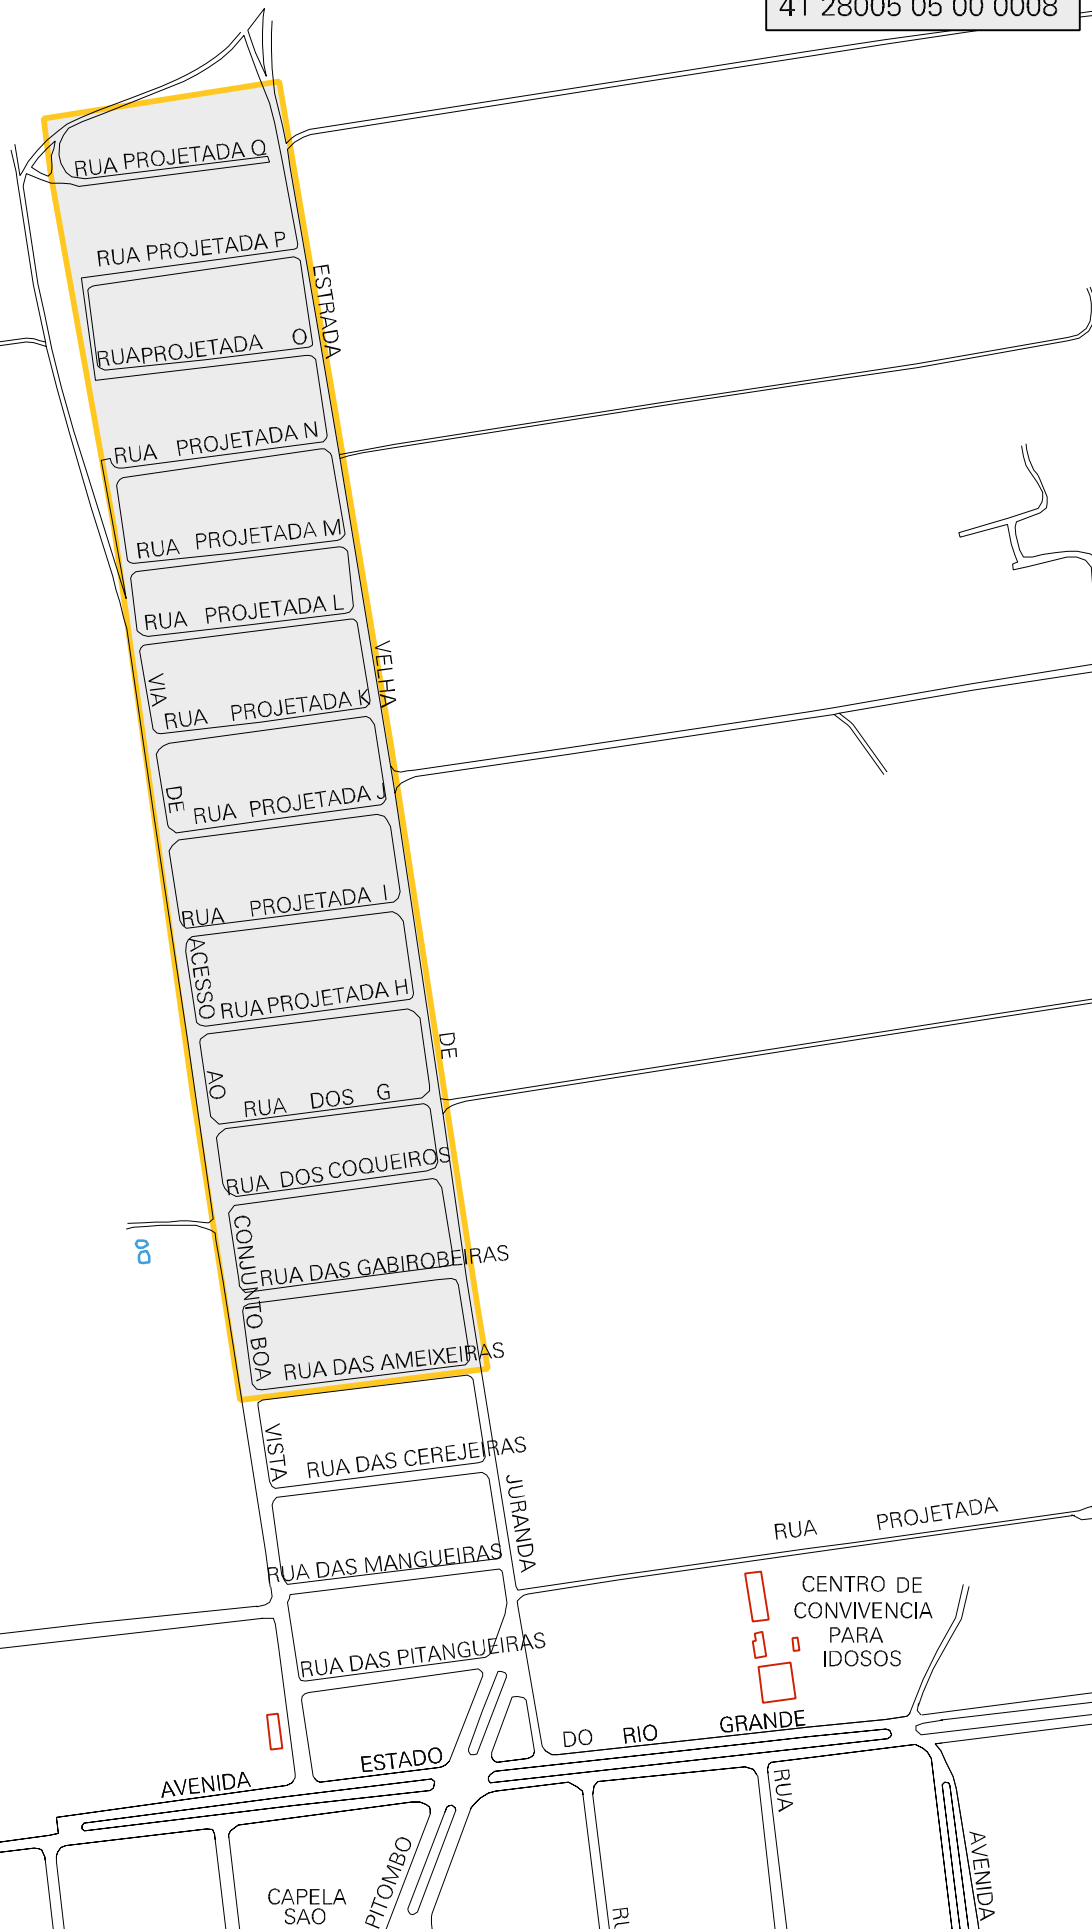 41 28005 05 00 0008
RUA PROJETADA Q
RUA PROJETADA P
ESTRADA
RUAPROJETADA O
RUA PROJETADA N
RUA PROJETADA M
RUA PROJETADA L
VELHA
VIA
RUA PROJETADA K
DE
RUA PROJETADA J
RUA PROJETADA I
ACESSO
RUA PROJETADA H
DE
AO
RUA DOS G
RUA DOS COQUEIROS
CONJUNTO BOA
RUA DAS GABIROBEIRAS
RUA DAS AMEIXEIRAS
VISTA
RUA DAS CEREJEIRAS
JURANDA
RUA PROJETADA
RUA DAS MANGUEIRAS
CENTRO DE
CONVIVENCIA
PARA
IDOSOS
RUA DAS PITANGUEIRAS
AVENIDA ESTADO DO RIO GRANDE
RUA
AVENIDA
PITOMBO
CAPELA
SAO